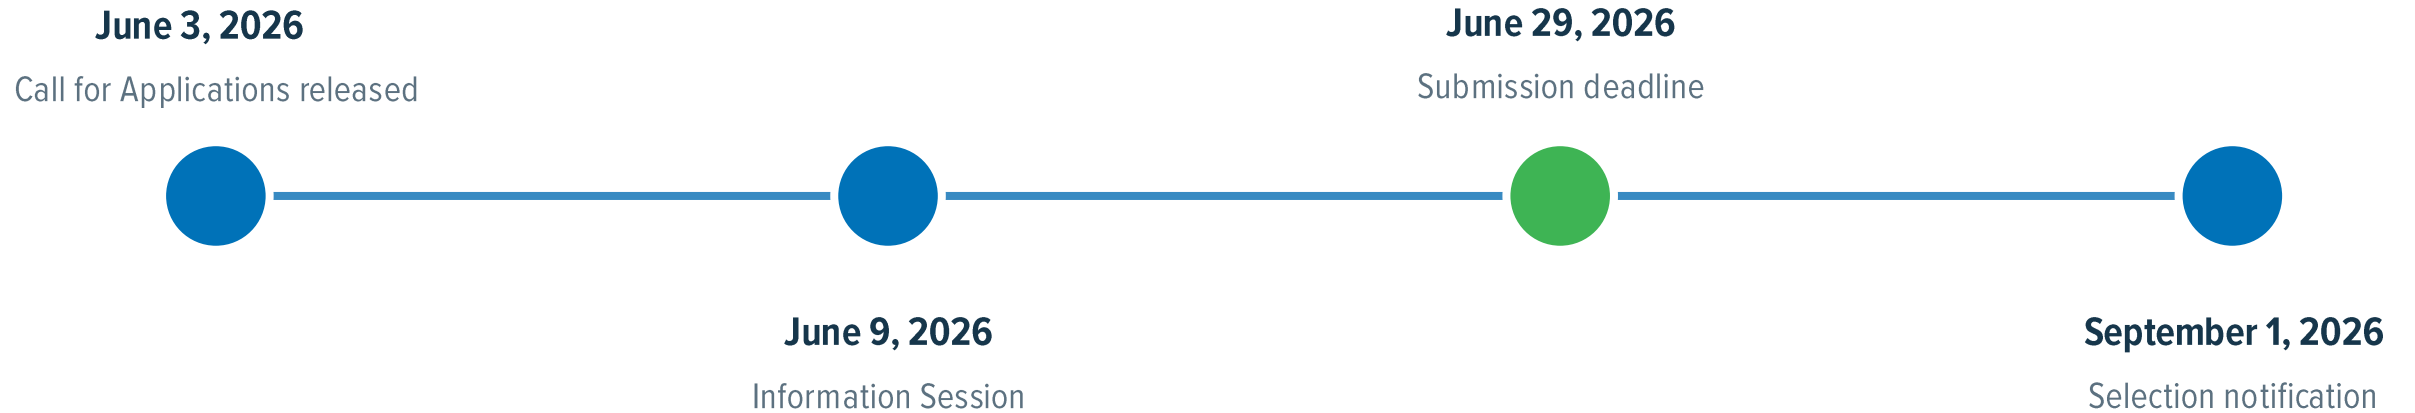 June 3, 2026
Call for Applications released
June 9, 2026
Information Session
June 29, 2026
Submission deadline
September 1, 2026
Selection notification